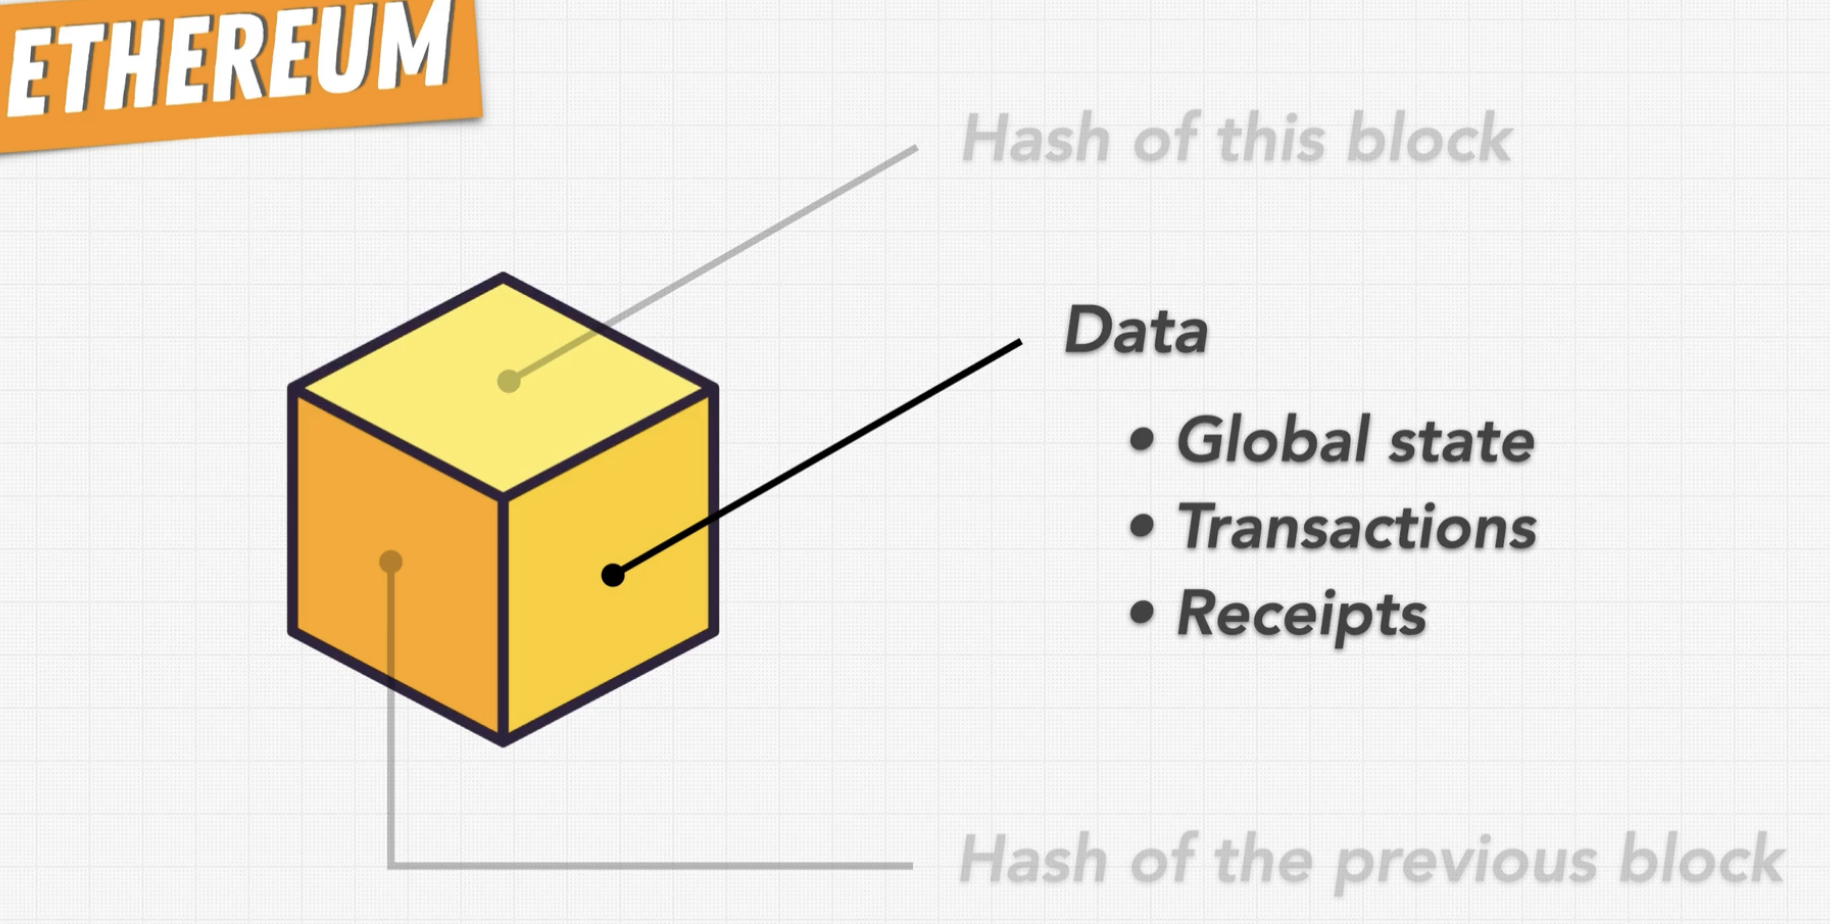 ETHEREUM
Hash of this block
Data
• Global state
• Transactions
• Receipts
Hash of the previous block